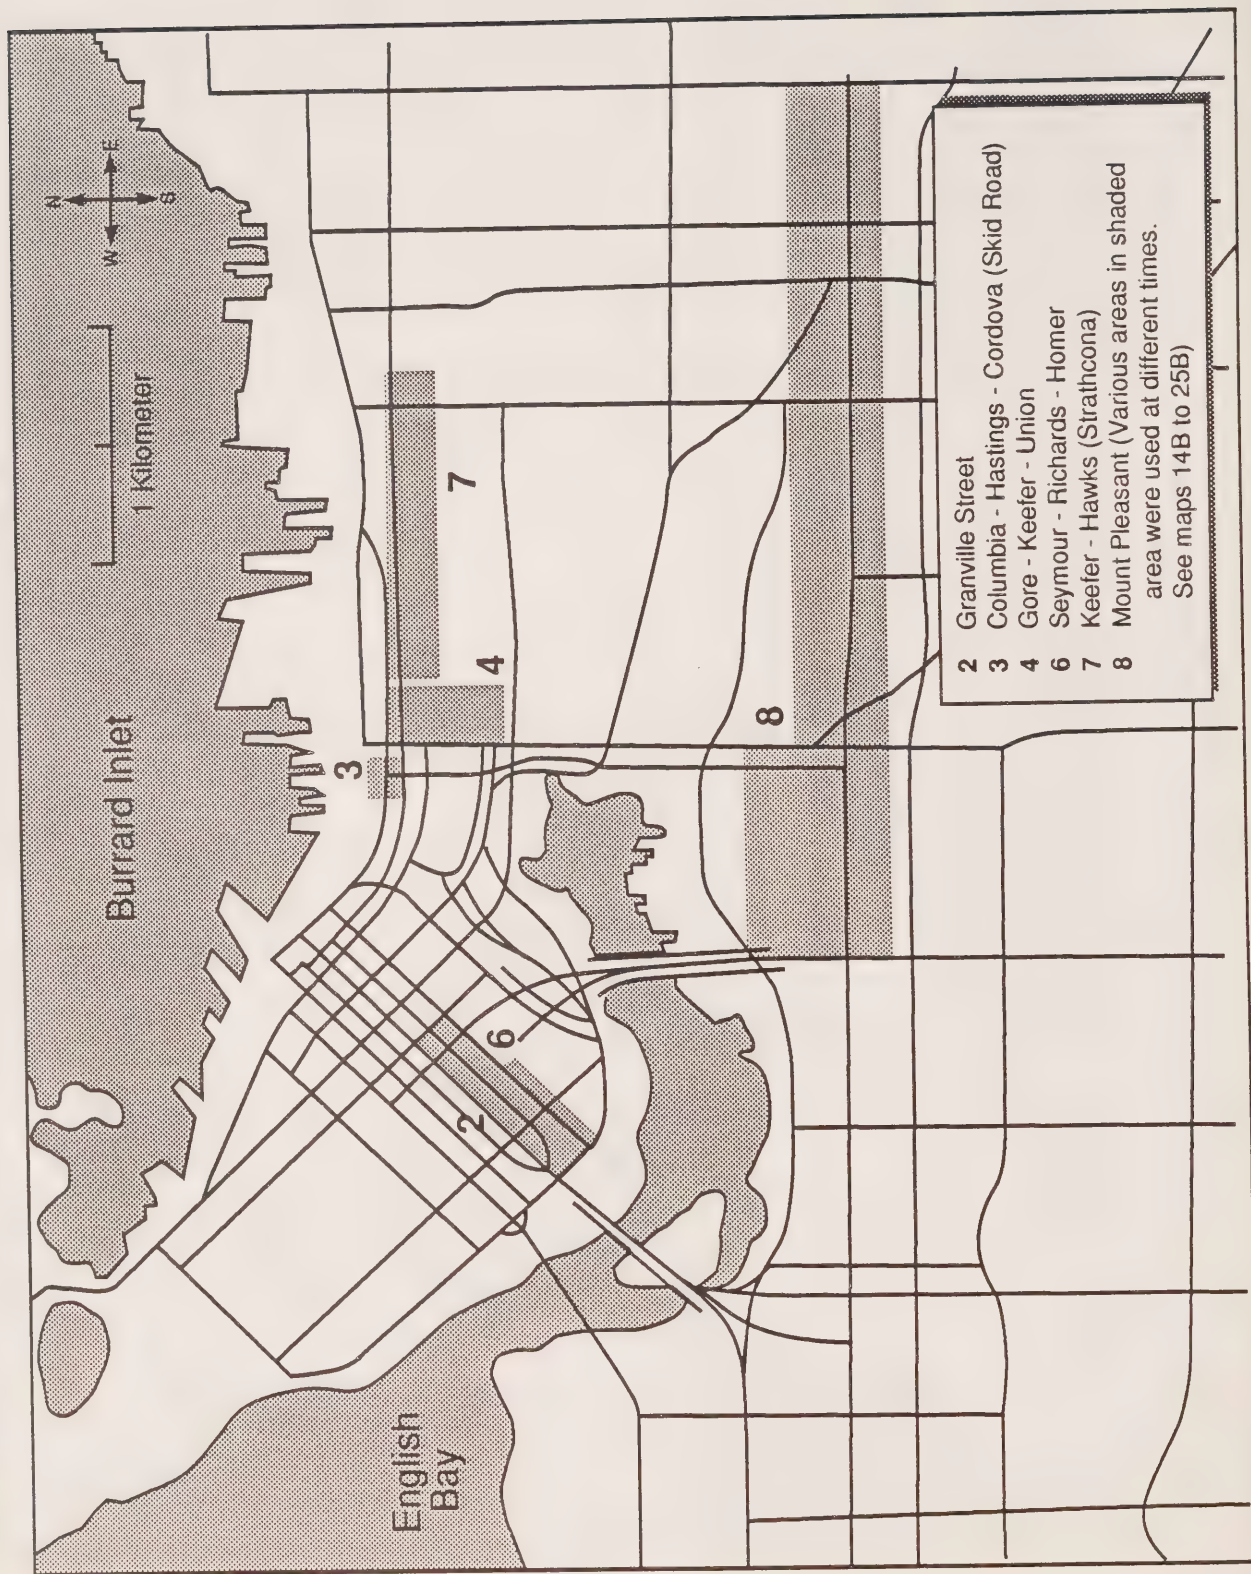 Burrard Inlet
N
W
E
S
1 Kilometer
English
Bay
3
7
4
6
2
8
2 Granville Street
3 Columbia - Hastings - Cordova (Skid Road)
4 Gore - Keefer - Union
6 Seymour - Richards - Homer
7 Keefer - Hawks (Strathcona)
8 Mount Pleasant (Various areas in shaded
area were used at different times.
See maps 14B to 25B)